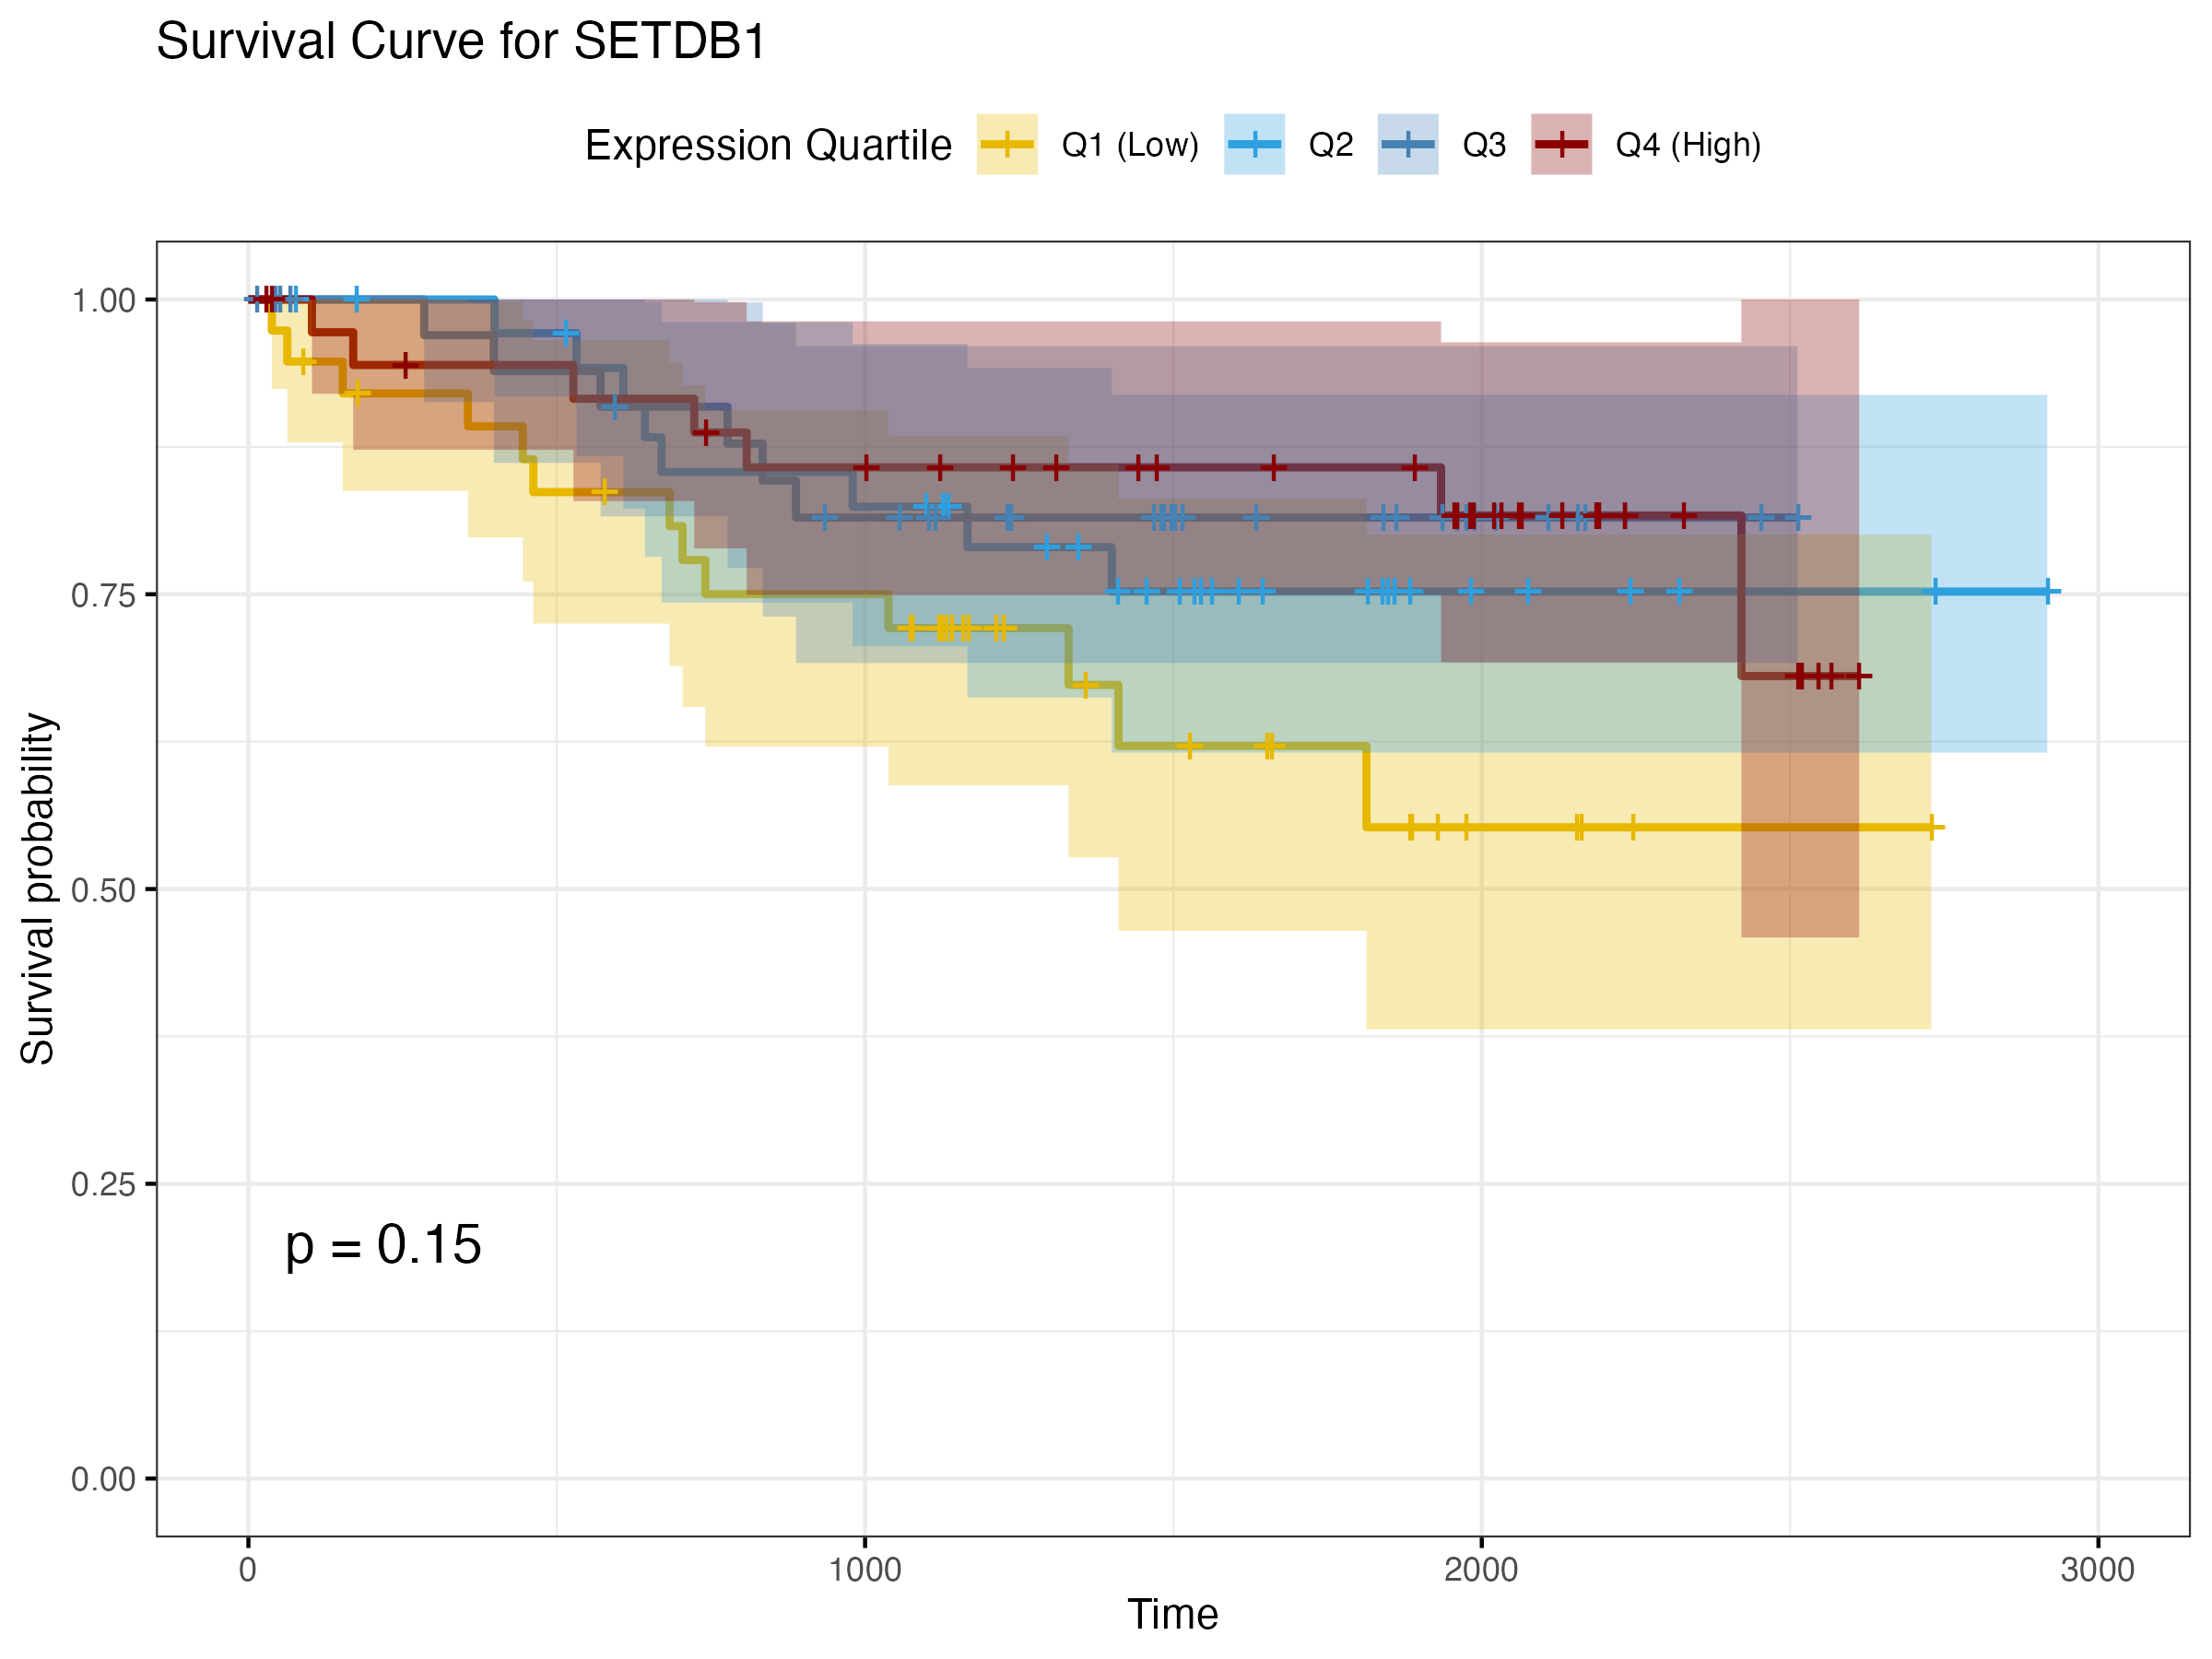 Survival Curve for SETDB1
Expression Quartile Q1 (Low) Q2 Q3 Q4 (High)
1.00
0.75
0.50
0.25
0.00
Survival probability
p = 0.15
0 1000 2000 3000
Time